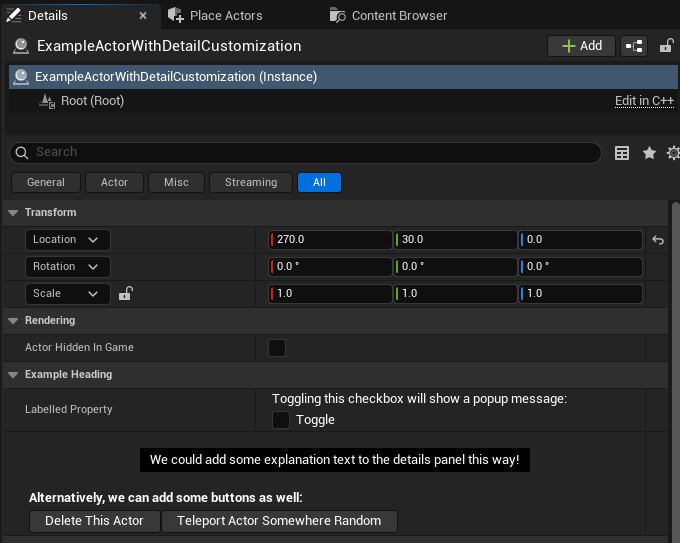 Details
Place Actors
Content Browser
ExampleActorWithDetailCustomization
Add
ExampleActorWithDetailCustomization (Instance)
Root (Root)
Edit in C++
Search
General
Actor
Misc
Streaming
All
Transform
Location
270.0
30.0
0.0
Rotation
0.0 °
0.0 °
0.0 °
Scale
1.0
1.0
1.0
Rendering
Actor Hidden In Game
Example Heading
Labelled Property
Toggling this checkbox will show a popup message:
Toggle
We could add some explanation text to the details panel this way!
Alternatively, we can add some buttons as well:
Delete This Actor
Teleport Actor Somewhere Random